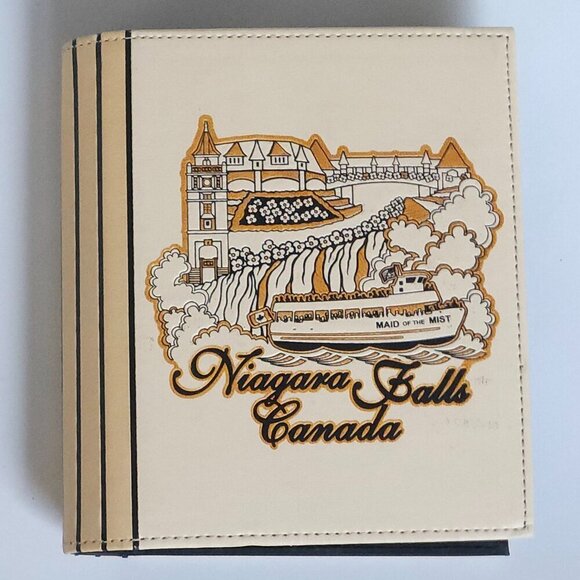 MAID OF THE MIST
Niagara Falls
Canada